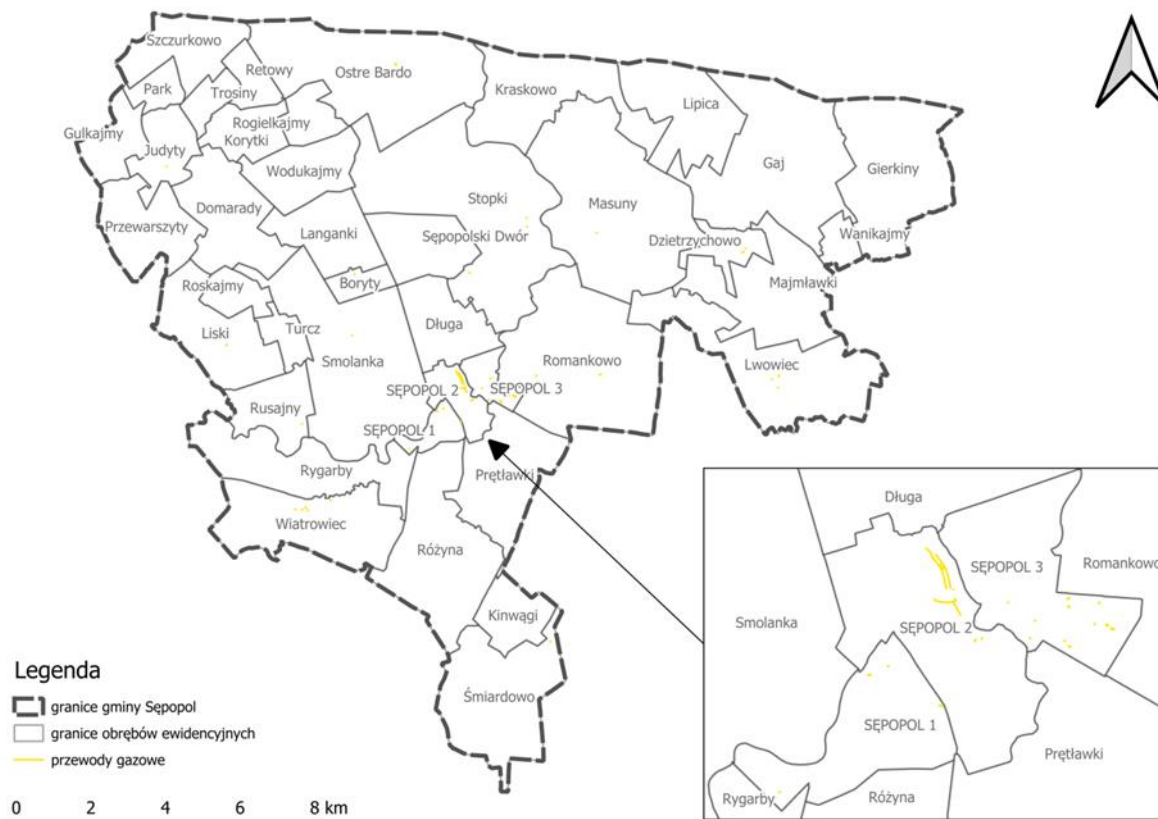 Szczurkowo
Retowy
Ostre Bardo
Park
Trosiny
Kraskowo
Lipica
Gulkajmy
Rogielkajmy
Korytki
Judyty
Wodukajmy
Gaj
Gierkiny
Stopki
Masuny
Domarady
Przewarszyty
Langanki
Sępopolski Dwór
Dzietrzychowo
Wanikajmy
Boryty
Majmławki
Roskajmy
Liski
Turcz
Długa
Smolanka
Romankowo
Lwowiec
SĘPOPOL 2
SĘPOPOL 3
Rusajny
SĘPOPOL 1
Rygarby
Prętławki
Wiatrowiec
Różyna
Kinwągi
Śmiardowo
Długa
SĘPOPOL 3
Romankowo
Smolanka
SĘPOPOL 2
SĘPOPOL 1
Prętławki
Rygarby
Różyna
Legenda
granice gminy Sępopol
granice obrębów ewidencyjnych
przewody gazowe
0 2 4 6 8 km